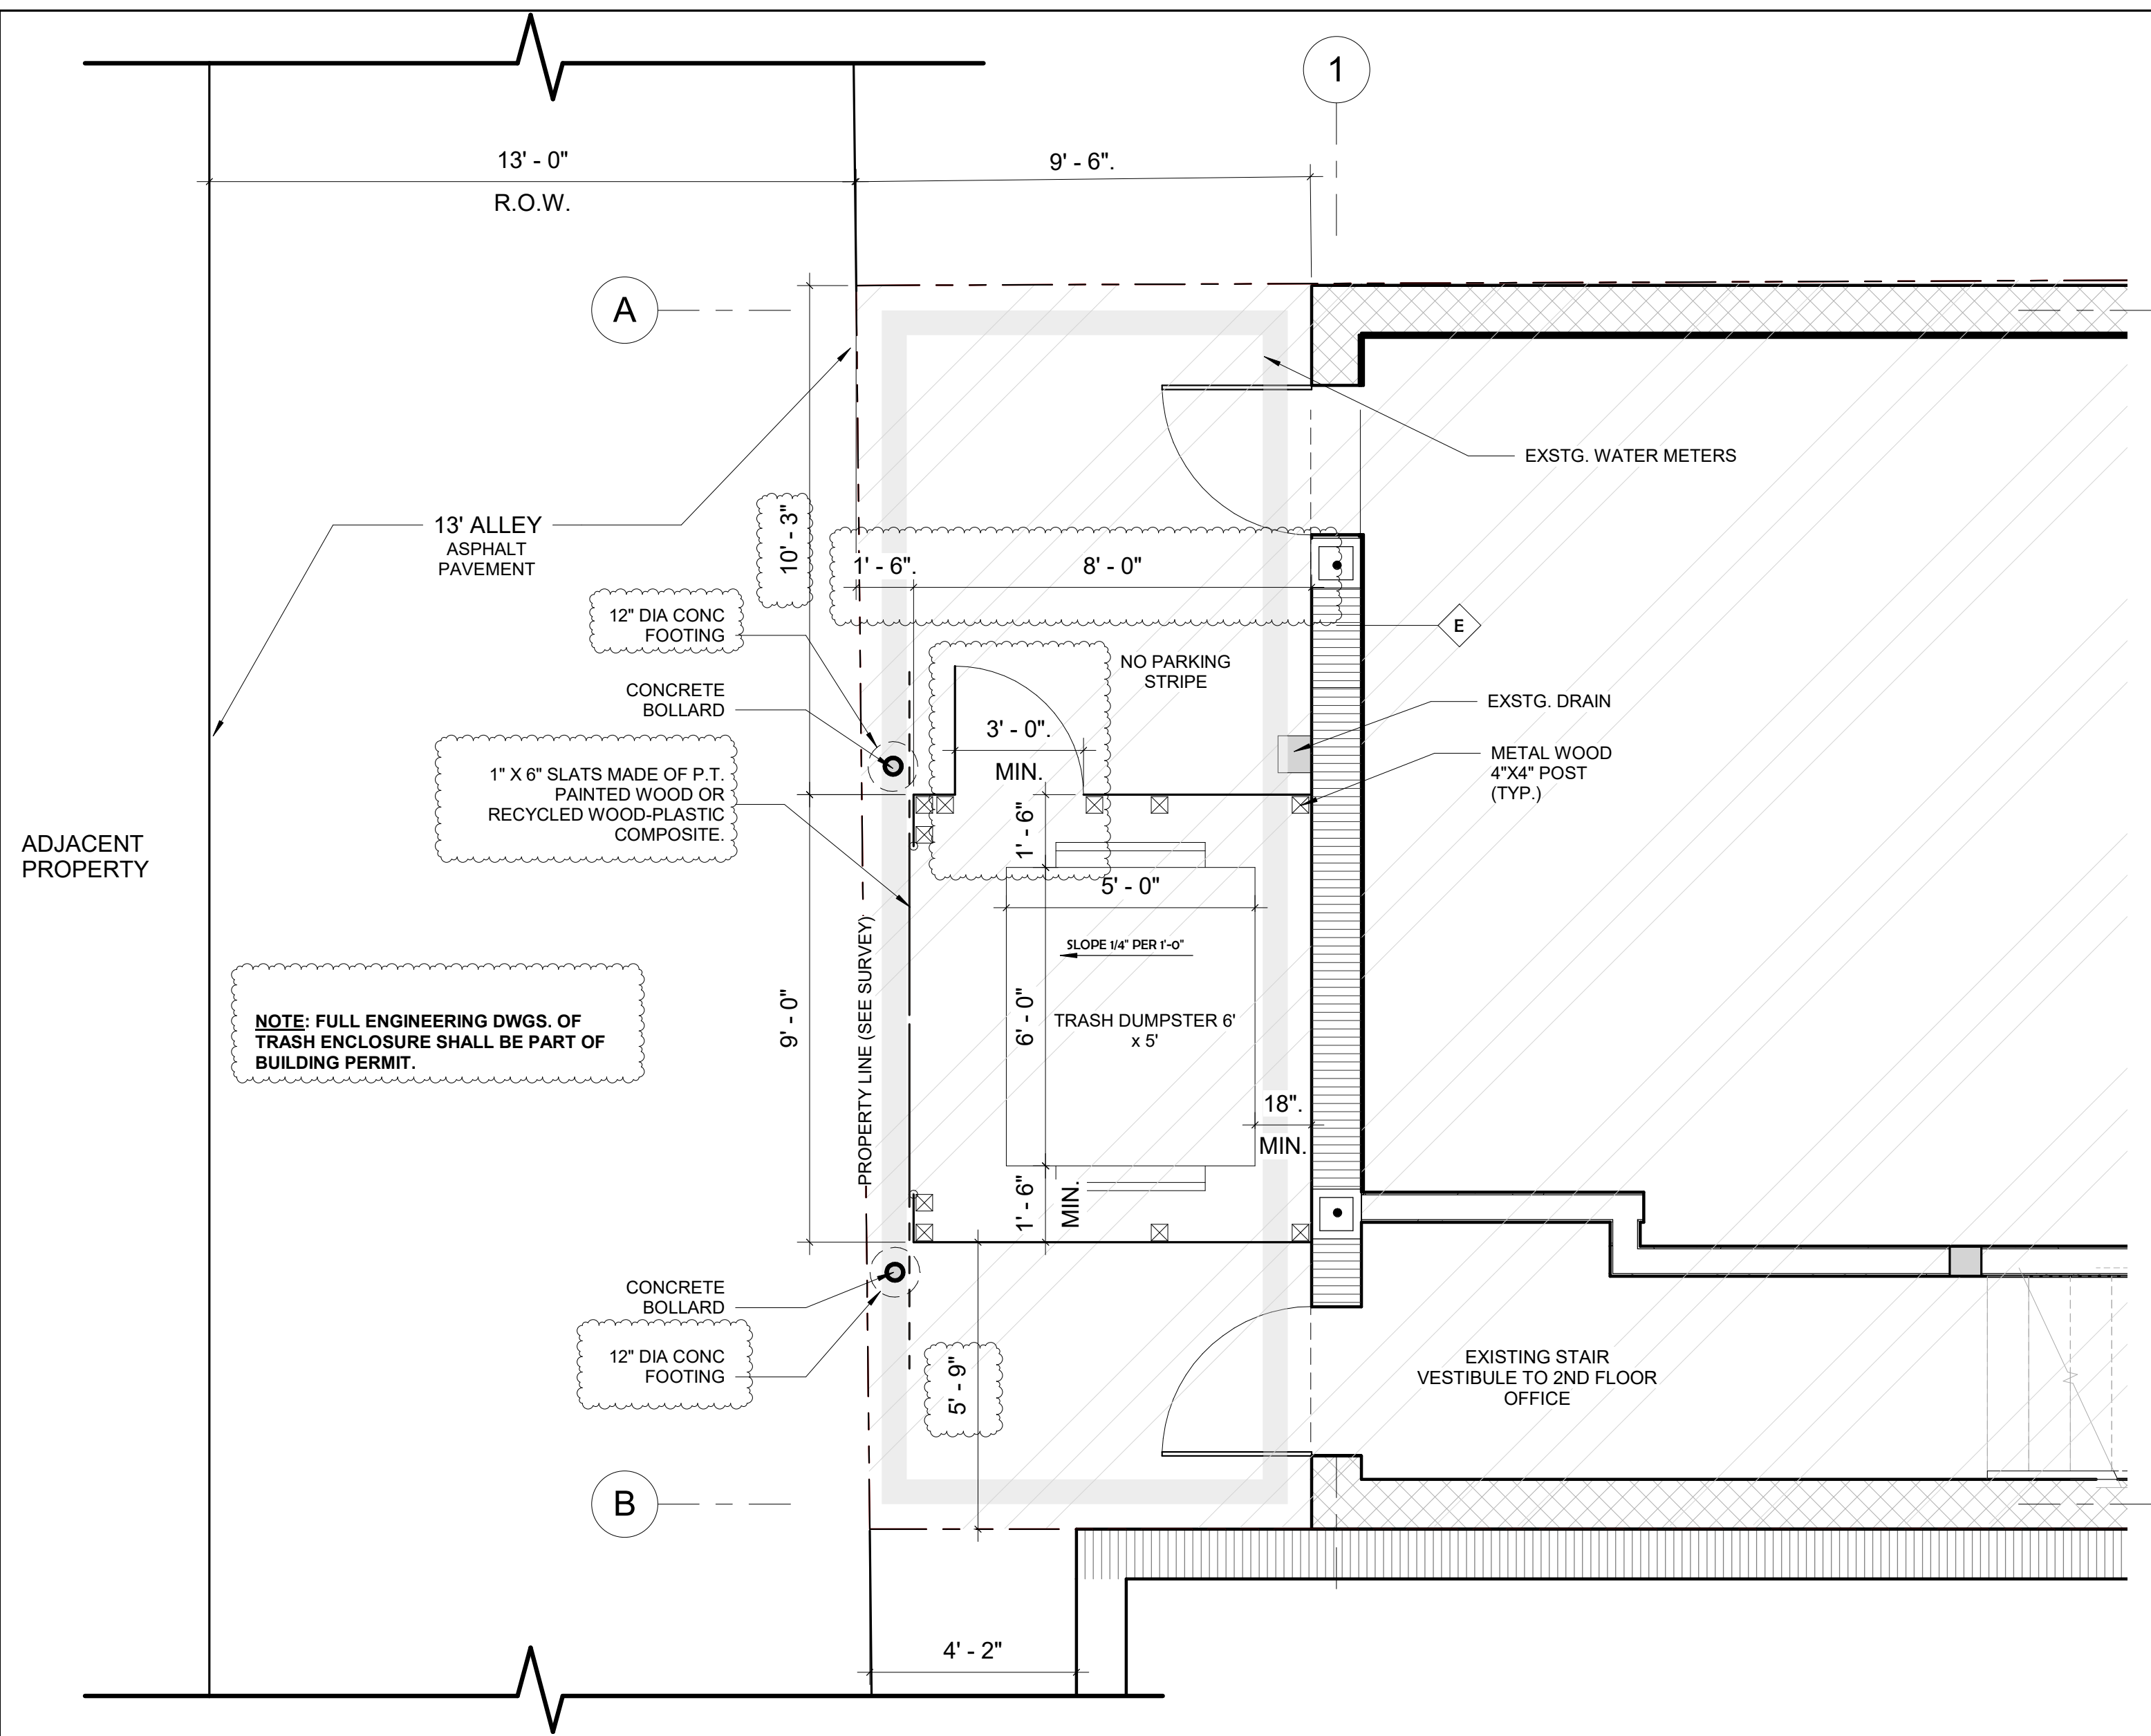 1
13' - 0"
R.O.W.
9' - 6".
A
EXSTG. WATER METERS
13' ALLEY
ASPHALT
PAVEMENT
10' - 3"
1' - 6".
8' - 0"
12" DIA CONC
FOOTING
E
NO PARKING
STRIPE
CONCRETE
BOLLARD
EXSTG. DRAIN
3' - 0".
MIN.
METAL WOOD
4"X4" POST
(TYP.)
1" X 6" SLATS MADE OF P.T.
PAINTED WOOD OR
RECYCLED WOOD-PLASTIC
COMPOSITE.
1' - 6"
ADJACENT
PROPERTY
5' - 0"
SLOPE 1/4" PER 1'-0"
PROPERTY LINE (SEE SURVEY)
9' - 0"
6' - 0"
TRASH DUMPSTER 6'
x 5'
NOTE: FULL ENGINEERING DWGS. OF
TRASH ENCLOSURE SHALL BE PART OF
BUILDING PERMIT.
18".
MIN.
1' - 6"
MIN.
CONCRETE
BOLLARD
12" DIA CONC
FOOTING
5' - 9"
EXISTING STAIR
VESTIBULE TO 2ND FLOOR
OFFICE
B
4' - 2"